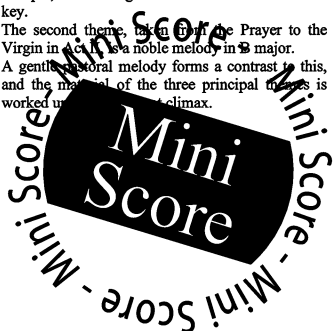 key.
The second theme, taken from the Prayer to the
Virgin in Act II, is a noble melody in B major.
A gentle pastoral melody forms a contrast to this,
and the material of the three principal themes is
worked climax.
Mini
Score
Mini Score - Mini Score - Mini Score - Mini Score